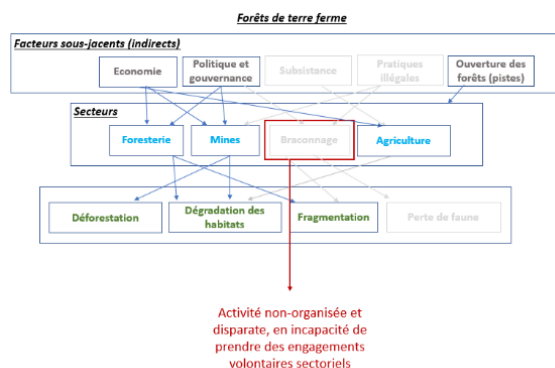 Forêts de terre ferme
Facteurs sous-jacents (indirects)
Economie
Politique et
gouvernance
Subsistance
Pratiques
illégales
Ouverture des
forêts (pistes)
Secteurs
Foresterie
Mines
Braconnage
Agriculture
Déforestation
Dégradation des
habitats
Fragmentation
Perte de faune
Activité non-organisée et
disparate, en incapacité de
prendre des engagements
volontaires sectoriels